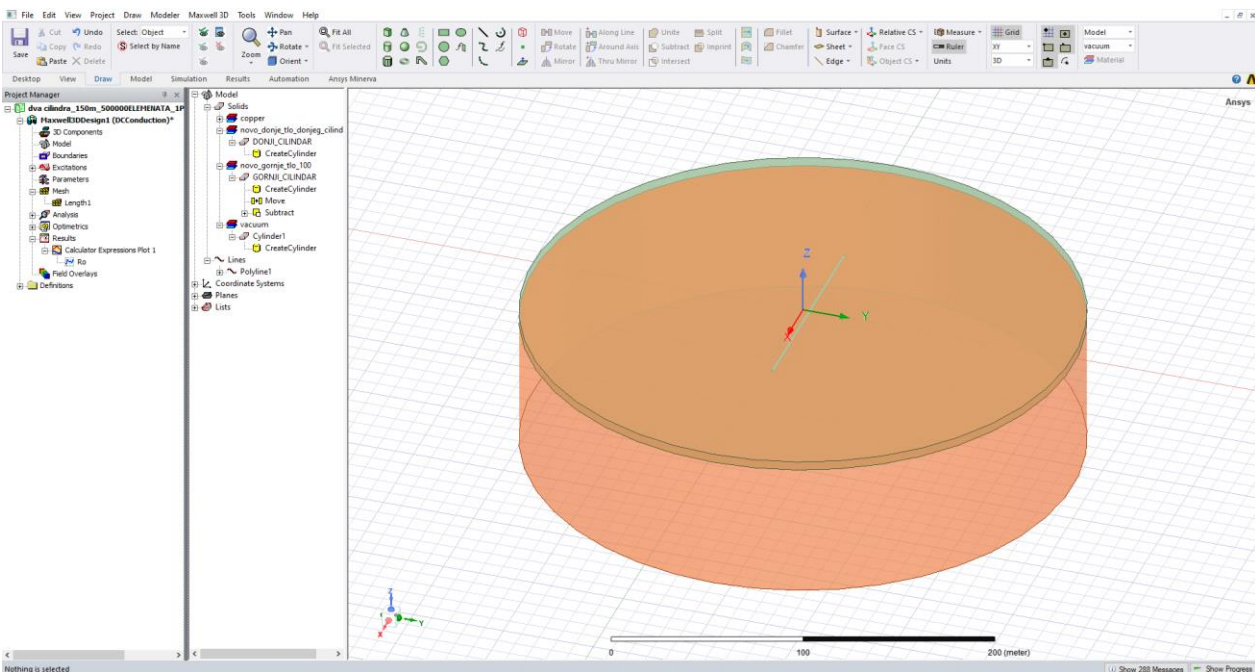 File Edit View Project Draw Modeler Maxwell 3D Tools Window Help
Save
Cut
Undo
Copy
Redo
Paste
Delete
Select: Object
Select by Name
Zoom
Pan
Rotate
Orient
Fit All
Fit Selected
Move
Rotate
Mirror
Along Line
Around Axis
Thru Mirror
Unite
Subtract
Intersect
Split
Imprint
Fillet
Chamfer
Surface
Sheet
Edge
Relative CS
Face CS
Object CS
Measure
Ruler
Units
Grid
XY
3D
Model
vacuum
Material
Desktop View Draw Model Simulation Results Automation Ansys Minerva
Project Manager
dva cilindra_150m_500000ELEMENATA_1P
Maxwell3DDesign1 (DCConduction)*
3D Components
Model
Boundaries
Excitations
Parameters
Mesh
Length1
Analysis
Optimetrics
Results
Calculator Expressions Plot 1
Ro
Field Overlays
Definitions
Model
Solids
copper
novo_donje_tlo_donjeg_cilind
DONJI_CILINDAR
CreateCylinder
novo_gornje_tlo_100
GORNJI_CILINDAR
CreateCylinder
Move
Subtract
vacuum
Cylinder1
CreateCylinder
Lines
Polyline1
Coordinate Systems
Planes
Lists
Ansys
Z
Y
X
Z
Y
X
0 100 200 (meter)
Nothing is selected
Show 288 Messages Show Progress